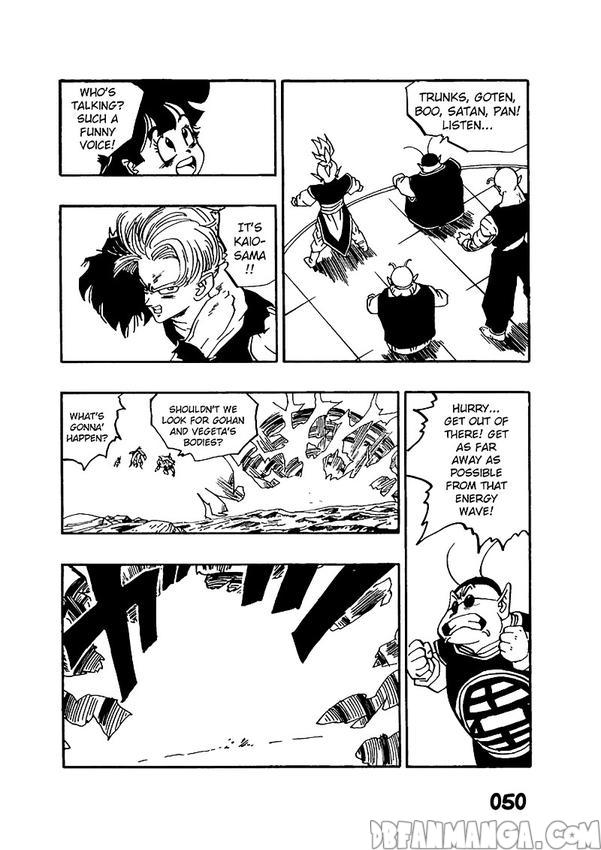 WHO'S
TALKING?
SUCH A
FUNNY
VOICE!
TRUNKS, GOTEN,
BOO, SATAN, PAN!
LISTEN...
IT'S
KAIO-
SAMA
!!
WHAT'S
GONNA'
HAPPEN?
SHOULDN'T WE
LOOK FOR GOHAN
AND VEGETA'S
BODIES?
HURRY...
GET OUT OF
THERE! GET
AS FAR
AWAY AS
POSSIBLE
FROM THAT
ENERGY
WAVE!
050
DBFANMANGA.COM